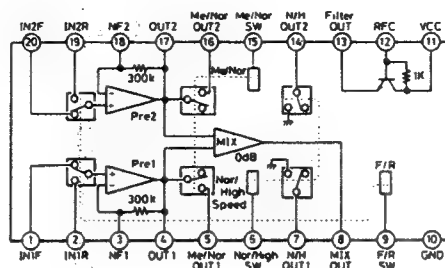 IN2F IN2R NF2 OUT2 Me/Nor OUT2 Me/Nor SW N/H OUT2 Filter OUT RFC VCC
20 19 18 17 16 15 14 13 12 11
300k
Me/Nor
1K
Pre2
MIX
0dB
Pre1
Nor/High Speed
F/R
300k
1 2 3 4 5 6 7 8 9 10
IN1F IN1R NF1 OUT1 Me/Nor OUT1 Nor/High SW N/H OUT1 MIX OUT F/R SW GND